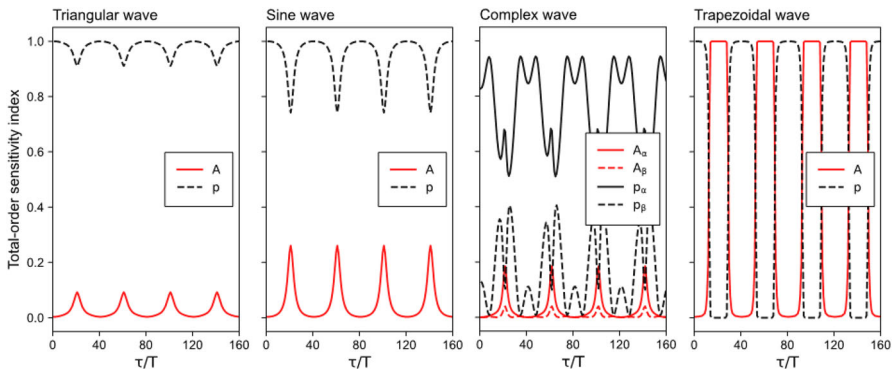 Triangular wave
Sine wave
Complex wave
Trapezoidal wave
Total-order sensitivity index
1.0
0.8
0.6
0.4
0.2
0.0
A
p
A
p
Aα
Aβ
pα
pβ
A
p
0 40 80 120 160
0 40 80 120 160
0 40 80 120 160
0 40 80 120 160
τ/T
τ/T
τ/T
τ/T